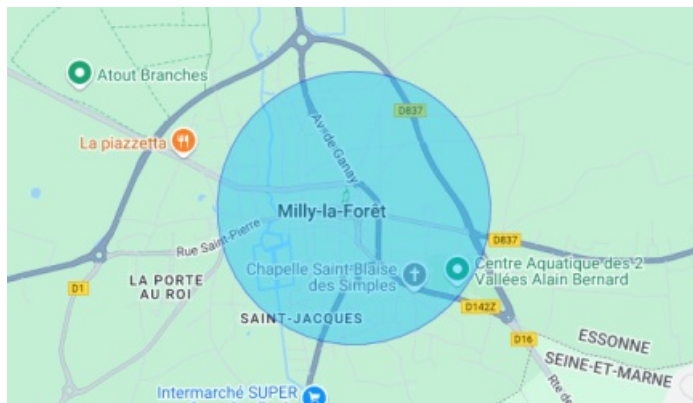 Atout Branches
Av. de Ganay
D837
La piazzetta
Milly-la-Forêt
Rue Saint-Pierre
D837
Chapelle Saint-Blaise
des Simples
Centre Aquatique des 2
Vallées Alain Bernard
LA PORTE
AU ROI
D1
SAINT-JACQUES
D142Z
D16
ESSONNE
SEINE-ET-MARNE
Rte de
Intermarché SUPER